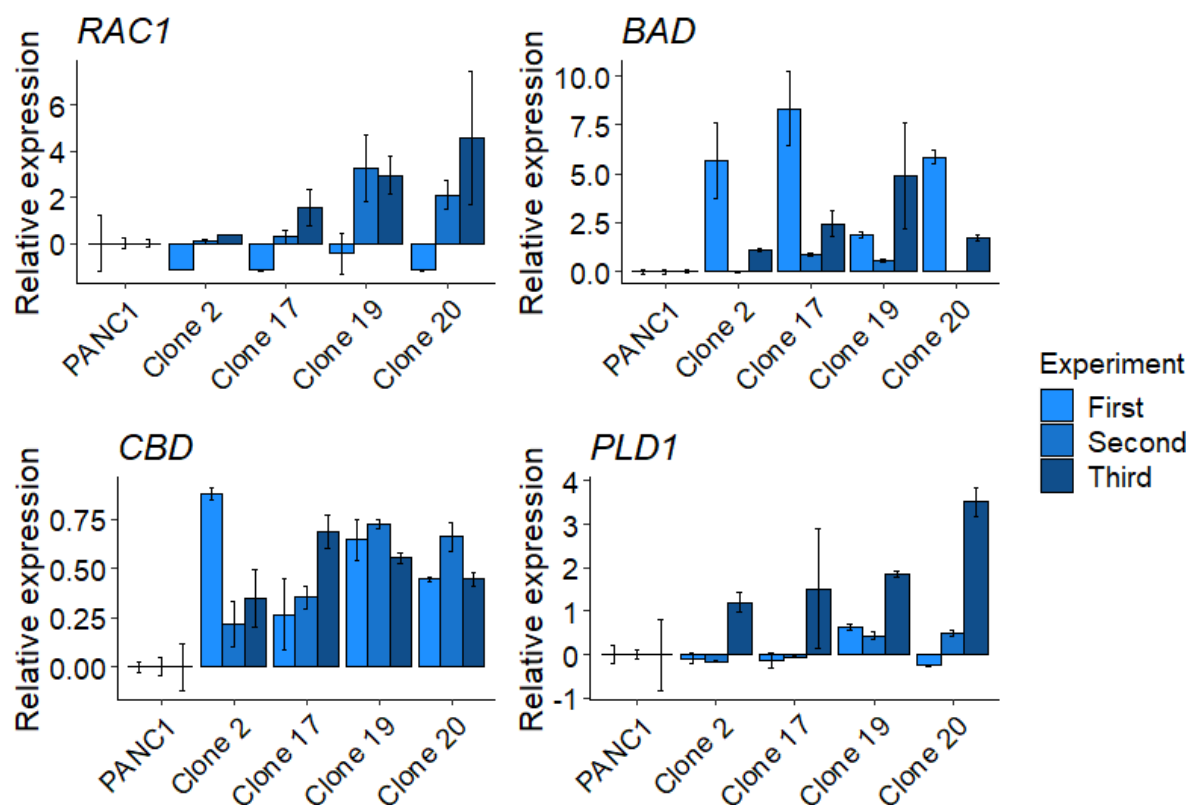 RAC1
Relative expression
6
4
2
0
PANC1
Clone 2
Clone 17
Clone 19
Clone 20
BAD
Relative expression
10.0
7.5
5.0
2.5
0.0
PANC1
Clone 2
Clone 17
Clone 19
Clone 20
CBD
Relative expression
0.75
0.50
0.25
0.00
PANC1
Clone 2
Clone 17
Clone 19
Clone 20
PLD1
Relative expression
4
3
2
1
0
-1
PANC1
Clone 2
Clone 17
Clone 19
Clone 20
Experiment
First
Second
Third